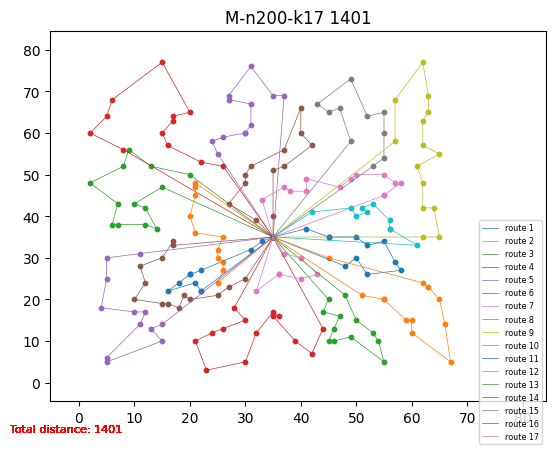 M-n200-k17 1401
80
70
60
50
40
30
20
10
0
0 10 20 30 40 50 60 70 80
route 1
route 2
route 3
route 4
route 5
route 6
route 7
route 8
route 9
route 10
route 11
route 12
route 13
route 14
route 15
route 16
route 17
Total distance: 1401